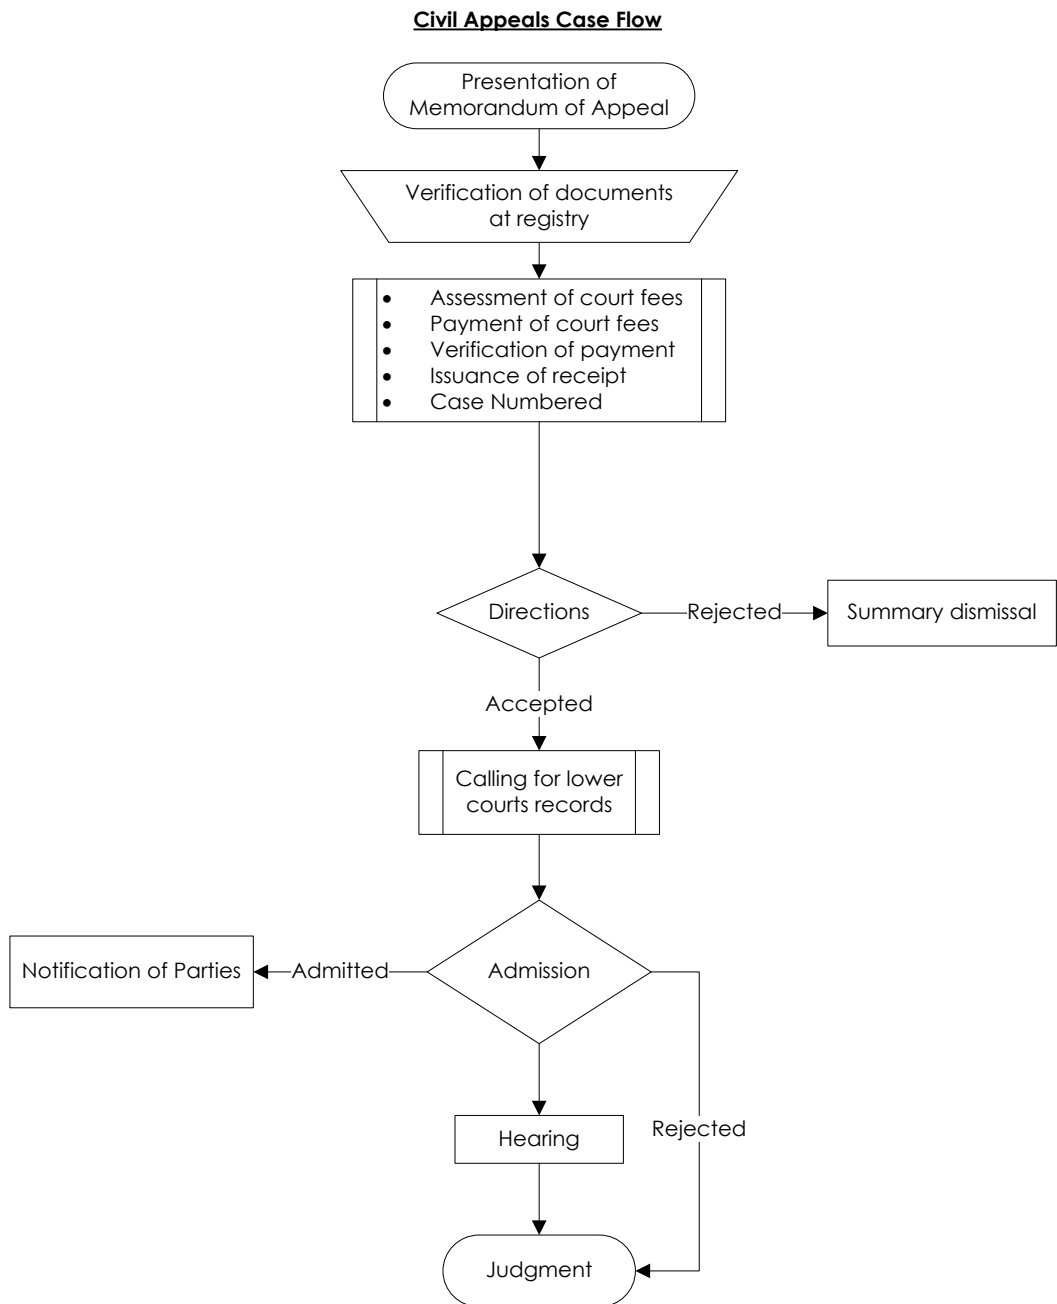 Civil Appeals Case Flow
Presentation of
Memorandum of Appeal
Verification of documents
at registry
• Assessment of court fees
• Payment of court fees
• Verification of payment
• Issuance of receipt
• Case Numbered
Directions
Rejected
Summary dismissal
Accepted
Calling for lower
courts records
Notification of Parties
Admitted
Admission
Hearing
Rejected
Judgment